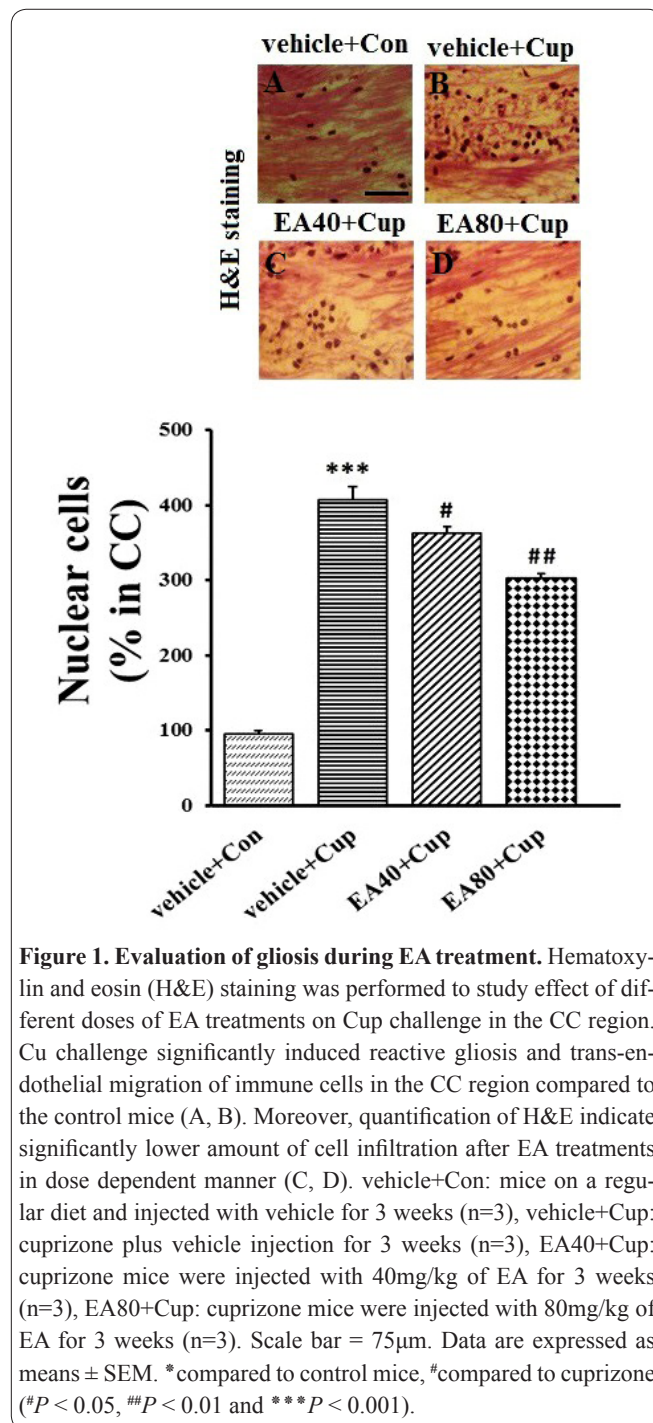 vehicle+Con vehicle+Cup
A B
H&E staining
EA40+Cup EA80+Cup
C D
Nuclear cells
(% in CC)
500
400
300
200
100
0
***
#
##
vehicle+Con
vehicle+Cup
EA40+Cup
EA80+Cup
Figure 1. Evaluation of gliosis during EA treatment. Hematoxy-
lin and eosin (H&E) staining was performed to study effect of dif-
ferent doses of EA treatments on Cup challenge in the CC region.
Cu challenge significantly induced reactive gliosis and trans-en-
dothelial migration of immune cells in the CC region compared to
the control mice (A, B). Moreover, quantification of H&E indicate
significantly lower amount of cell infiltration after EA treatments
in dose dependent manner (C, D). vehicle+Con: mice on a regu-
lar diet and injected with vehicle for 3 weeks (n=3), vehicle+Cup:
cuprizone plus vehicle injection for 3 weeks (n=3), EA40+Cup:
cuprizone mice were injected with 40mg/kg of EA for 3 weeks
(n=3), EA80+Cup: cuprizone mice were injected with 80mg/kg of
EA for 3 weeks (n=3). Scale bar = 75μm. Data are expressed as
means ± SEM. *compared to control mice, #compared to cuprizone
(#P < 0.05, ##P < 0.01 and ***P < 0.001).